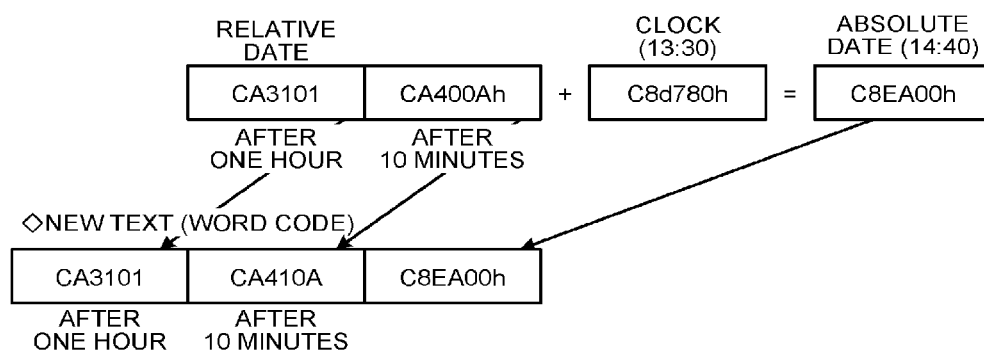 RELATIVE
DATE
CLOCK
(13:30)
ABSOLUTE
DATE (14:40)
CA3101 CA400Ah + C8d780h = C8EA00h
AFTER
ONE HOUR
AFTER
10 MINUTES
◇NEW TEXT (WORD CODE)
CA3101 CA410A C8EA00h
AFTER
ONE HOUR
AFTER
10 MINUTES